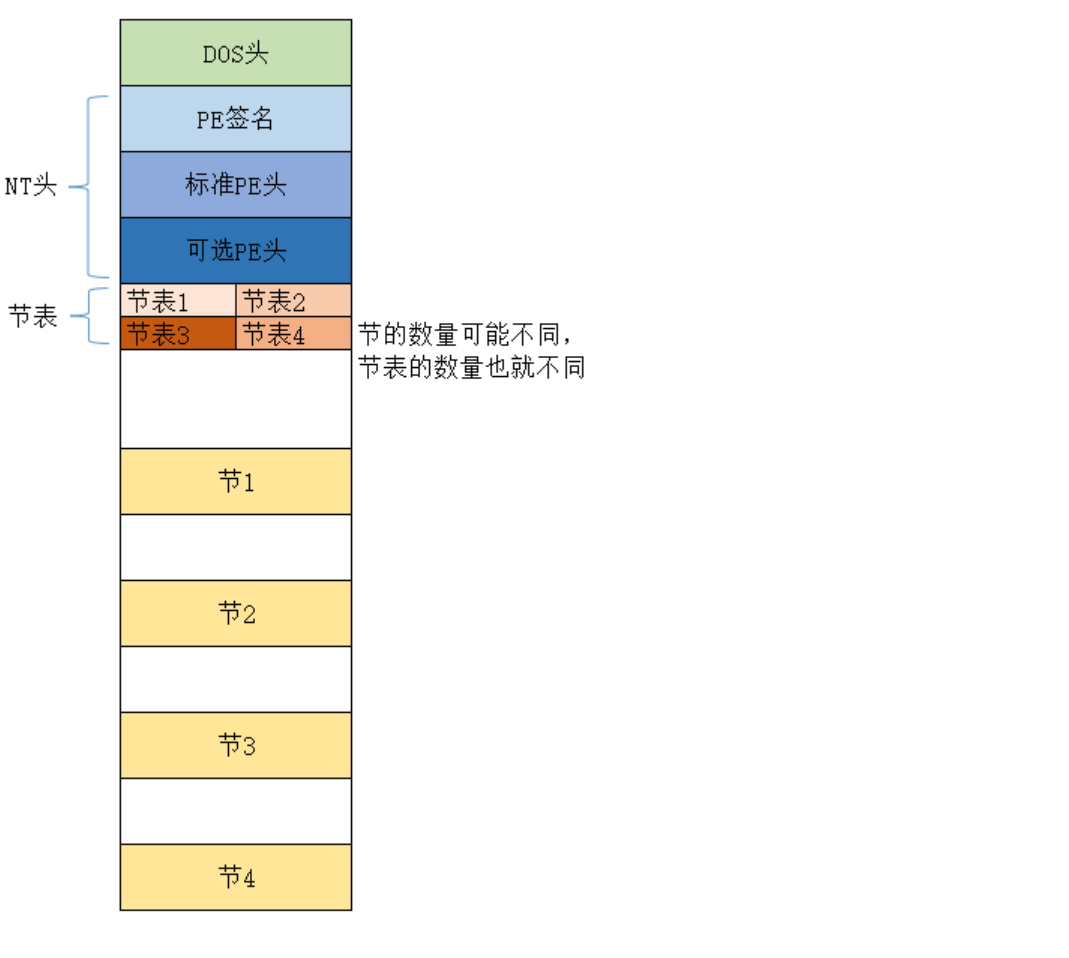 DOS头
PE签名
NT头
标准PE头
可选PE头
节表1
节表2
节表
节表3
节表4
节的数量可能不同，
节表的数量也就不同
节1
节2
节3
节4